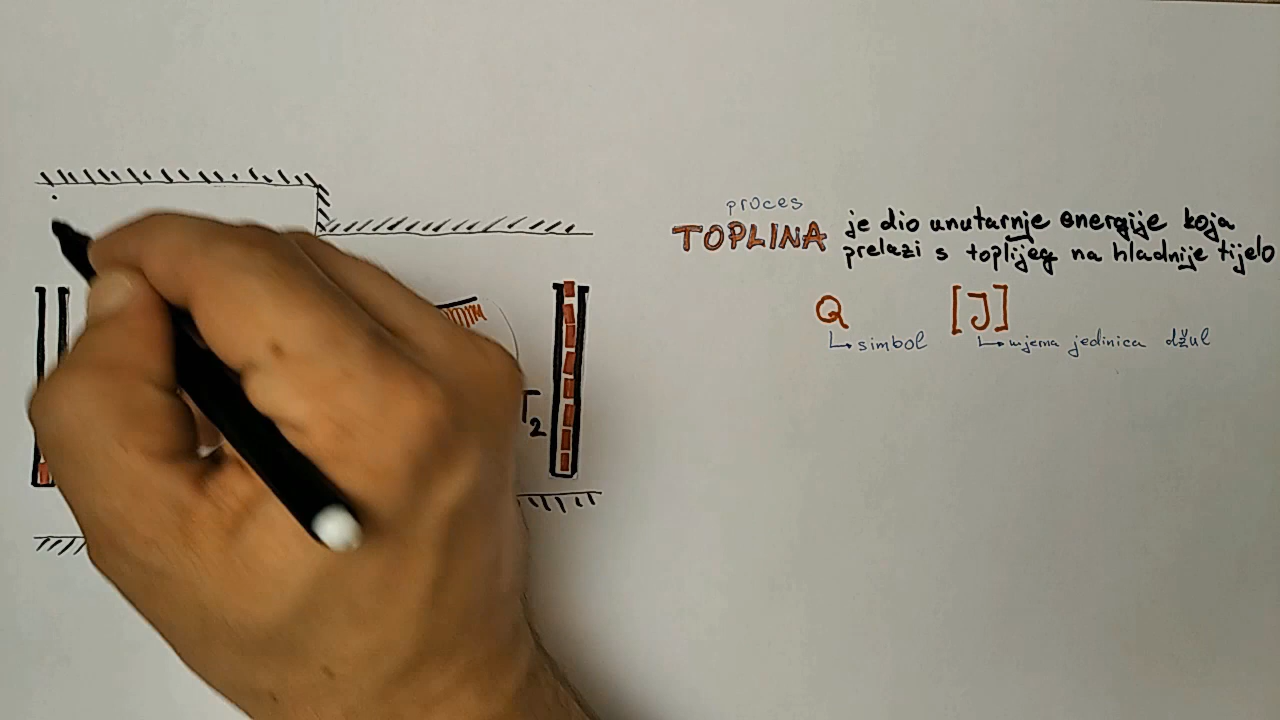 proces
TOPLINA je dio unutarnje energije koja
prelazi s toplijeg na hladnije tijelo
Q [J]
simbol mjerna jedinica džul
T2